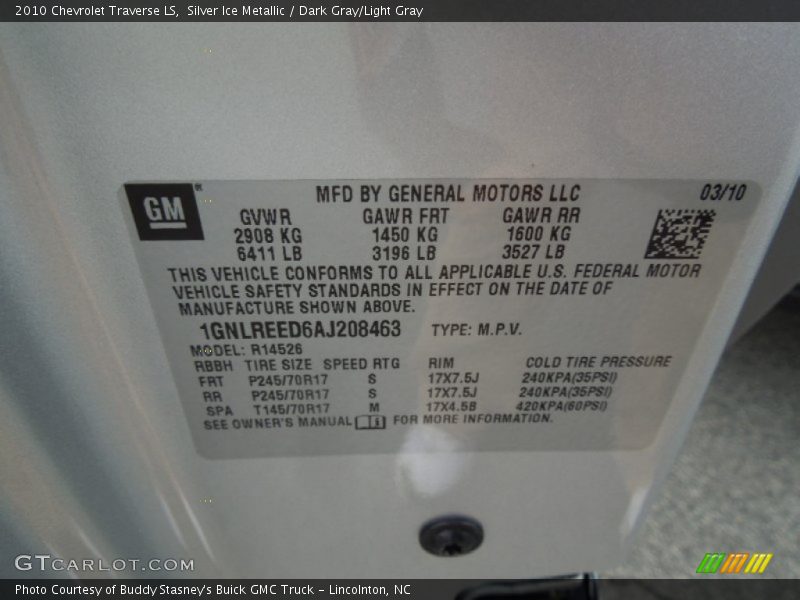 2010 Chevrolet Traverse LS,  Silver Ice Metallic / Dark Gray/Light Gray
GM®
MFD BY GENERAL MOTORS LLC 03/10
GVWR GAWR FRT GAWR RR
2908 KG 1450 KG 1600 KG
6411 LB 3196 LB 3527 LB
THIS VEHICLE CONFORMS TO ALL APPLICABLE U.S. FEDERAL MOTOR
VEHICLE SAFETY STANDARDS IN EFFECT ON THE DATE OF
MANUFACTURE SHOWN ABOVE.
1GNLREED6AJ208463 TYPE: M.P.V.
MODEL: R14526
RBBH TIRE SIZE SPEED RTG RIM COLD TIRE PRESSURE
FRT P245/70R17 S 17X7.5J 240KPA(35PSI)
RR P245/70R17 S 17X7.5J 240KPA(35PSI)
SPA T145/70R17 M 17X4.5B 420KPA(60PSI)
SEE OWNER'S MANUAL FOR MORE INFORMATION.
GTCARLOT.COM
Photo Courtesy of Buddy Stasney's Buick GMC Truck - Lincolnton, NC